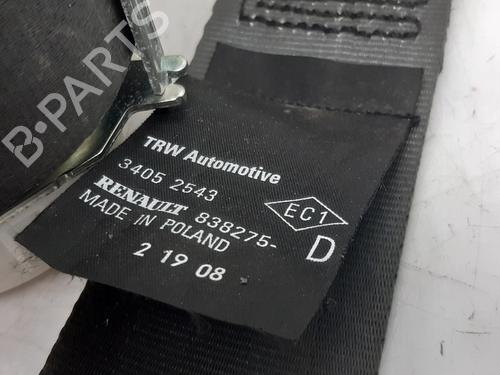 B-PARTS
TRW Automotive
3405 2543
RENAULT 838275-
MADE IN POLAND
2 19 08
EC1
D